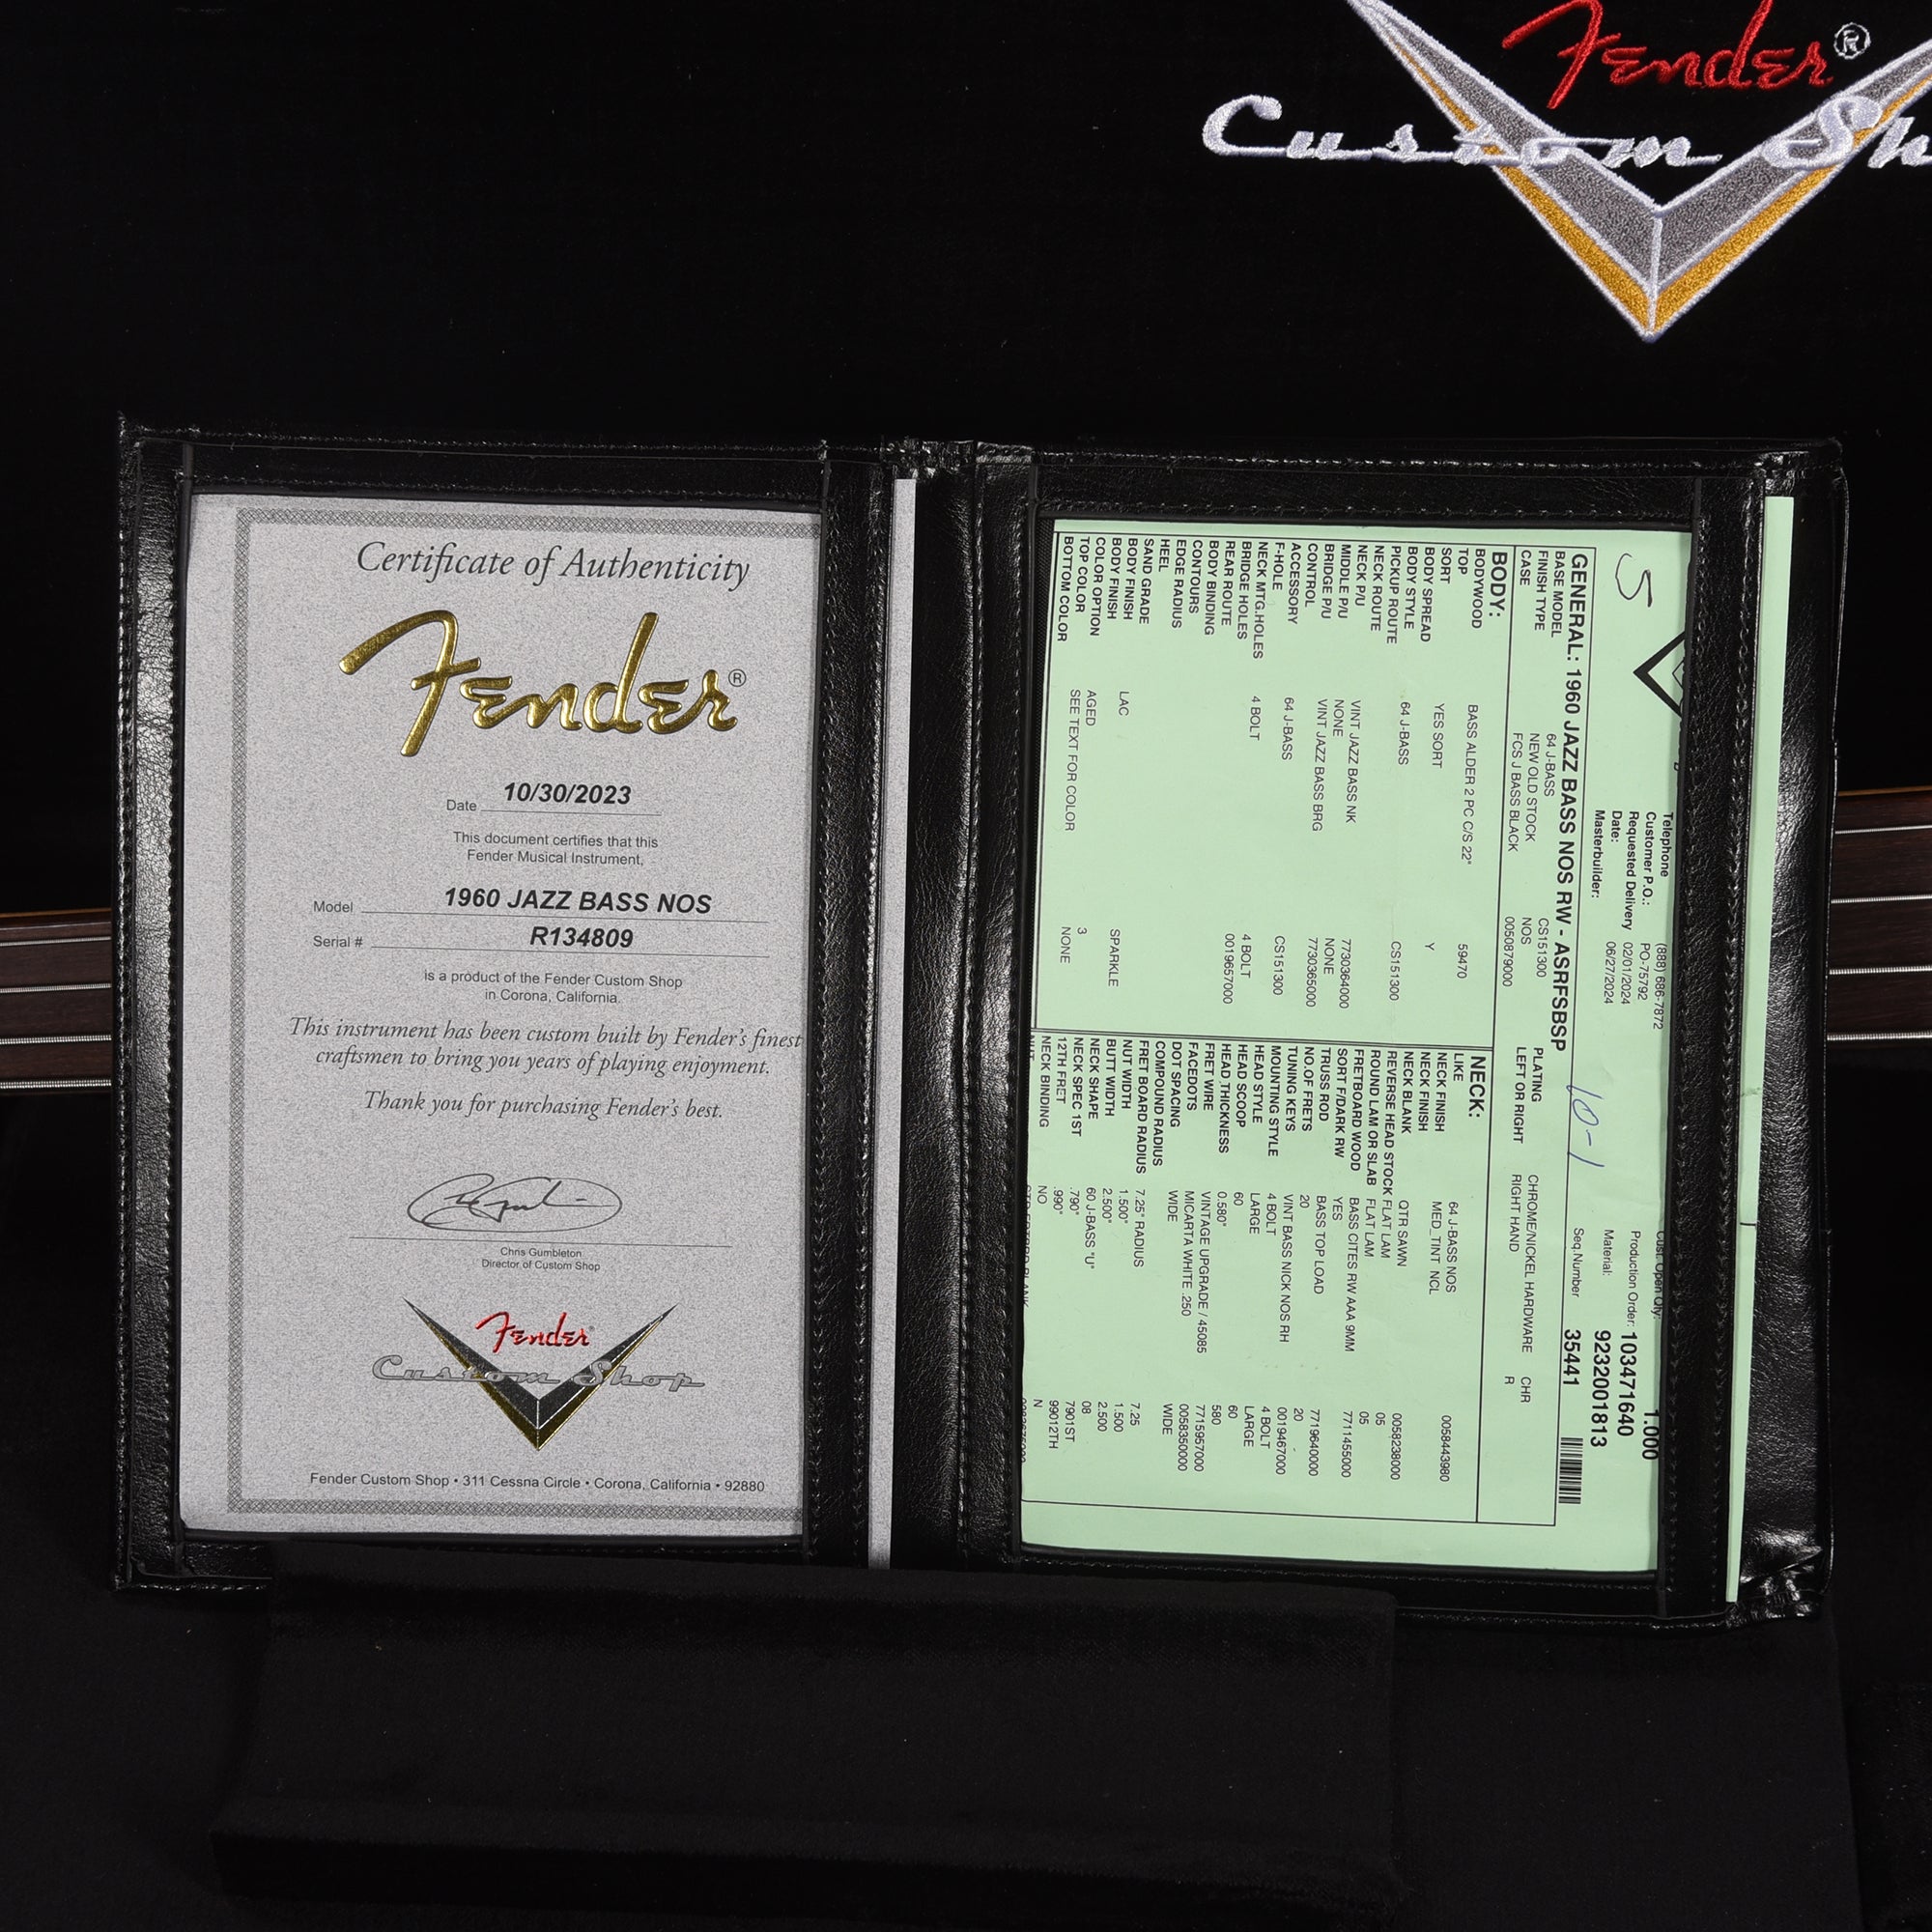 Fender®
Custom Sh
Certificate of Authenticity
Fender®
Date 10/30/2023
This document certifies that this
Fender Musical Instrument,
Model 1960 JAZZ BASS NOS
Serial # R134809
is a product of the Fender Custom Shop
in Corona, California.
This instrument has been custom built by Fender's finest
craftsmen to bring you years of playing enjoyment.
Thank you for purchasing Fender's best.
Chris Gumbleton
Director of Custom Shop
Fender®
Custom Shop
Fender Custom Shop • 311 Cessna Circle • Corona, California • 92880
5
Telephone (888) 686-7872 Cust. Open Qty: 1.000
Customer P.O.: PO-75792 Production Order: 103471640
Requested Delivery 02/01/2024 Material: 9232001813
Date: 06/27/2024
Masterbuilder: Seq.Number 35441
10-1
GENERAL: 1960 JAZZ BASS NOS RW - ASRFSBSP
BASE MODEL 64 J-BASS CS151300 PLATING CHROME/NICKEL HARDWARE CHR
FINISH TYPE NEW OLD STOCK NOS LEFT OR RIGHT RIGHT HAND R
CASE FCS J BASS BLACK 0050879000
BODY:
BODYWOOD BASS ALDER 2 PC C/S 22" 59470
TOP
SORT YES SORT Y
BODY SPREAD
BODY STYLE 64 J-BASS CS151300
PICKUP ROUTE
NECK ROUTE
NECK P/U VINT JAZZ BASS NK 7730364000
MIDDLE P/U NONE NONE
BRIDGE P/U VINT JAZZ BASS BRG 7730365000
CONTROL
ACCESSORY 64 J-BASS CS151300
F-HOLE
NECK MTG.HOLES 4 BOLT 4 BOLT
BRIDGE HOLES 0019657000
REAR ROUTE
BODY BINDING
CONTOURS
EDGE RADIUS
HEEL
SAND GRADE
BODY FINISH LAC SPARKLE
BODY FINISH
COLOR OPTION AGED 3
TOP COLOR SEE TEXT FOR COLOR NONE
BOTTOM COLOR
NECK:
LIKE 64 J-BASS NOS 0058443980
NECK FINISH MED_TINT NCL
NECK FINISH
NECK BLANK QTR SAWN 0058238000
REVERSE HEAD STOCK FLAT LAM 05
ROUND LAM OR SLAB FLAT LAM 05
FRETBOARD WOOD BASS CITES RW AAA 9MM 7711455000
SORT F/DARK RW YES
TRUSS ROD BASS TOP LOAD 7719640000
NO.OF FRETS 20 20
TUNING KEYS VINT BASS NICK NOS RH 0019467000
MOUNTING STYLE 4 BOLT 4 BOLT
HEAD STYLE LARGE LARGE
HEAD SCOOP 60 60
HEAD THICKNESS 0.580" 580
FRET WIRE VINTAGE UPGRADE / 45085 7715957000
FACEDOTS MICARTA WHITE .250 0058350000
DOT SPACING WIDE WIDE
COMPOUND RADIUS
FRET BOARD RADIUS 7.25" RADIUS 7.25
NUT WIDTH 1.500" 1.500
BUTT WIDTH 2.500" 2.500
NECK SHAPE 60 J-BASS "U" 08
NECK SPEC 1ST .790" 7901ST
12TH FRET .990" 99012TH
NECK BINDING NO N
NUT